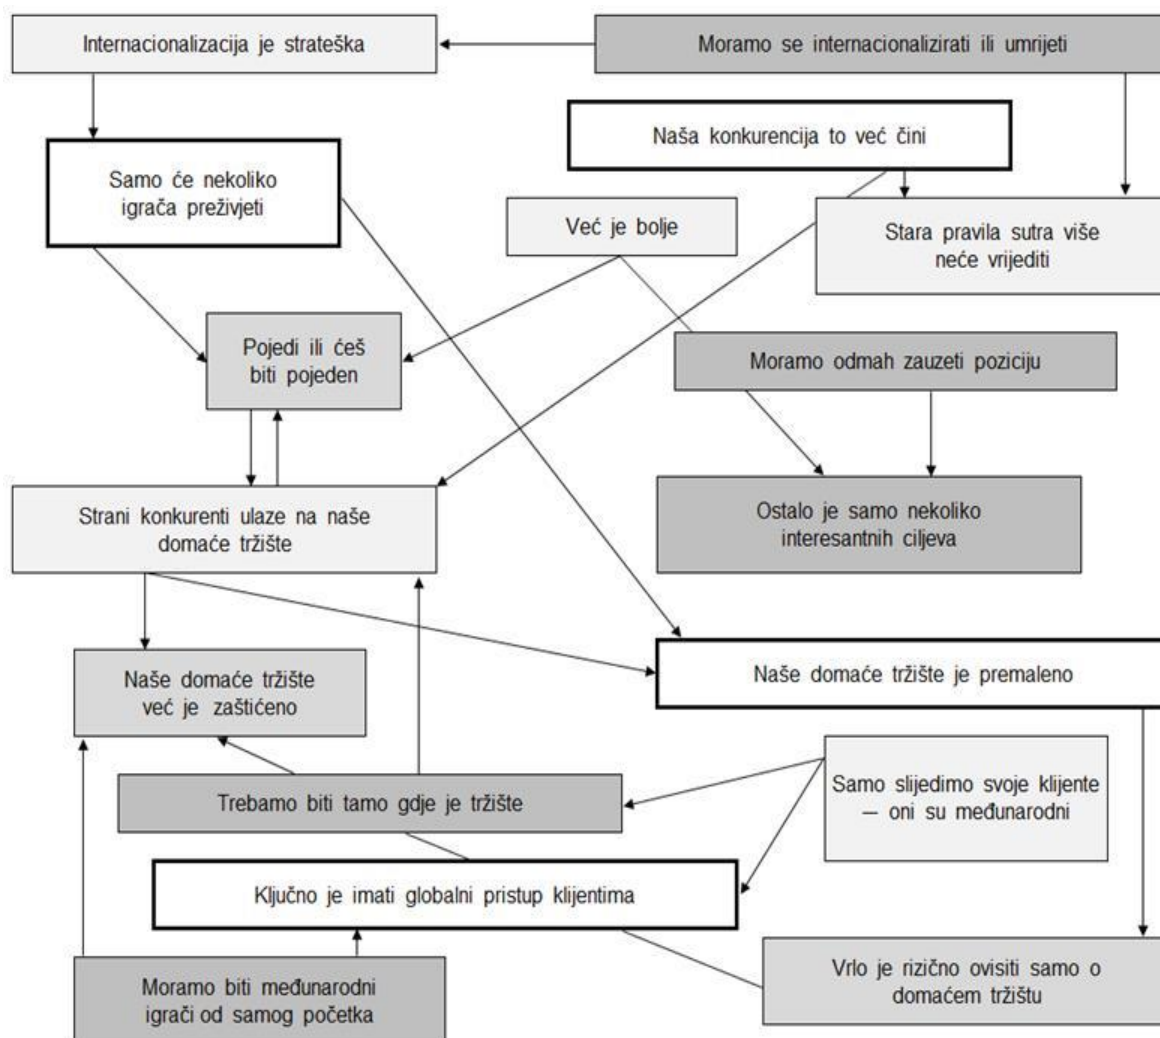 Internacionalizacija je strateška
Moramo se internacionalizirati ili umrijeti
Naša konkurencija to već čini
Samo će nekoliko
igrača preživjeti
Već je bolje
Stara pravila sutra više
neće vrijediti
Pojedi ili ćeš
biti pojeden
Moramo odmah zauzeti poziciju
Strani konkurenti ulaze na naše
domaće tržište
Ostalo je samo nekoliko
interesantnih ciljeva
Naše domaće tržište
već je zaštićeno
Naše domaće tržište je premaleno
Trebamo biti tamo gdje je tržište
Samo slijedimo svoje klijente
— oni su međunarodni
Ključno je imati globalni pristup klijentima
Moramo biti međunarodni
igrači od samog početka
Vrlo je rizično ovisiti samo o
domaćem tržištu